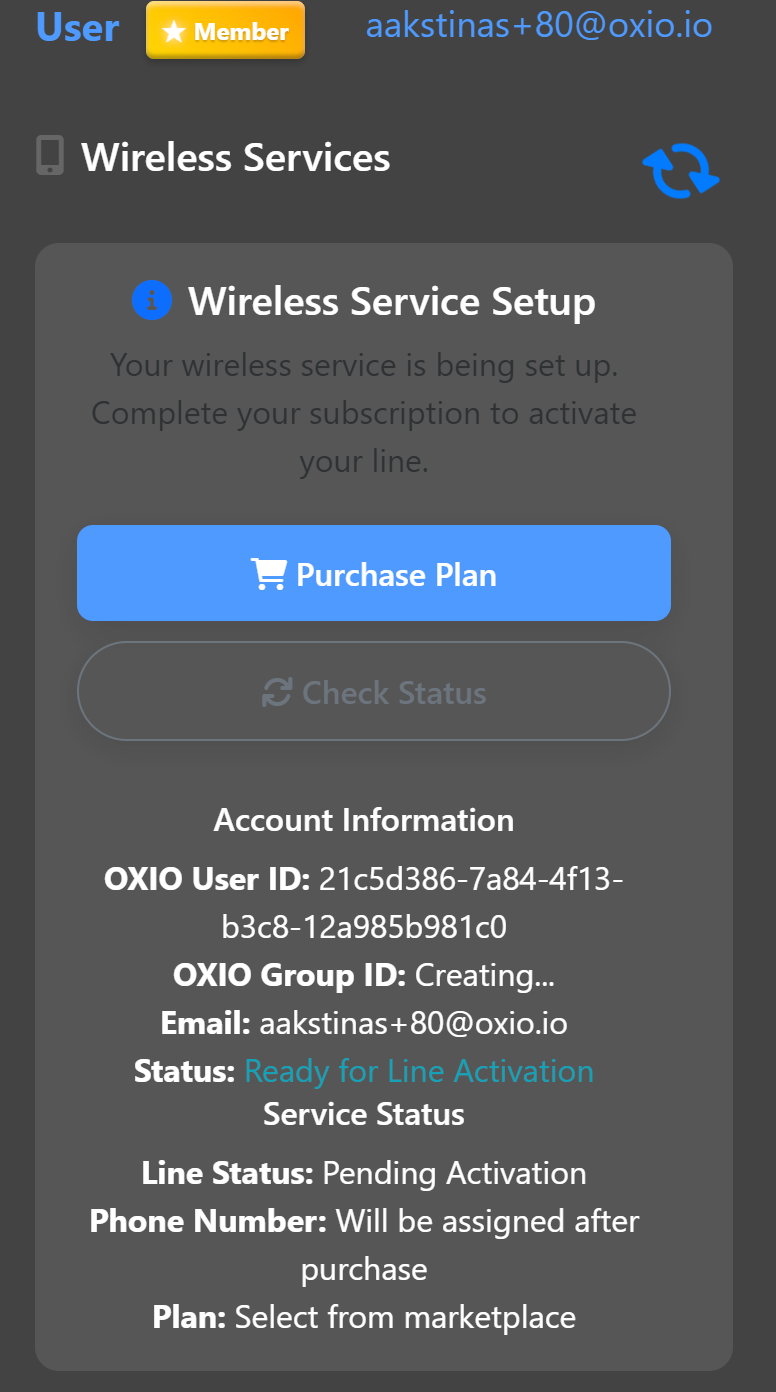 User
Member
aakstinas+80@oxio.io
Wireless Services
Wireless Service Setup
Your wireless service is being set up.
Complete your subscription to activate
your line.
Purchase Plan
Check Status
Account Information
OXIO User ID: 21c5d386-7a84-4f13-
b3c8-12a985b981c0
OXIO Group ID: Creating...
Email: aakstinas+80@oxio.io
Status: Ready for Line Activation
Service Status
Line Status: Pending Activation
Phone Number: Will be assigned after
purchase
Plan: Select from marketplace